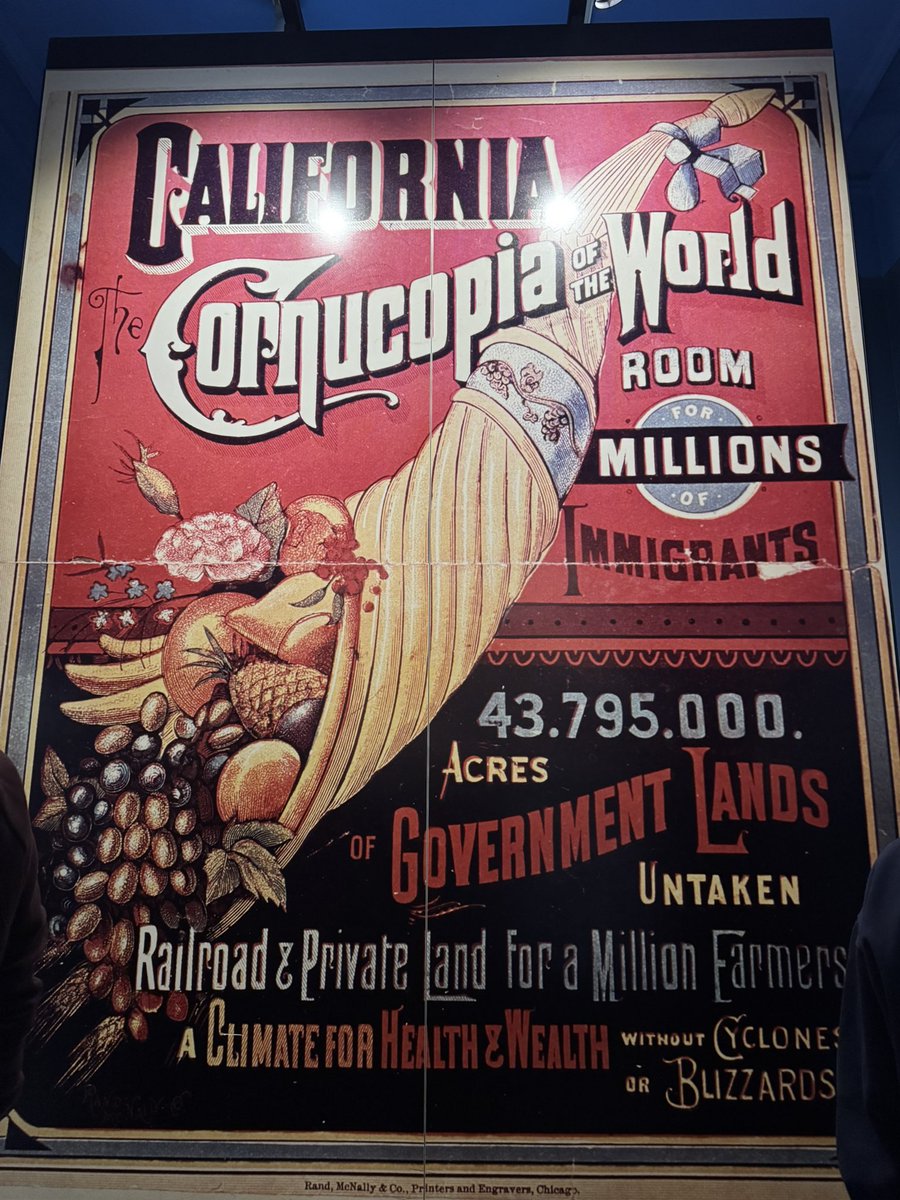 CALIFORNIA
The Cornucopia OF THE World
ROOM
FOR
MILLIONS
OF
IMMIGRANTS
43.795.000.
ACRES
OF GOVERNMENT LANDS
UNTAKEN
Railroad & Private Land for a Million Farmers
A CLIMATE FOR HEALTH & WEALTH WITHOUT CYCLONES
OR BLIZZARDS
Rand, McNally & Co., Printers and Engravers, Chicago.